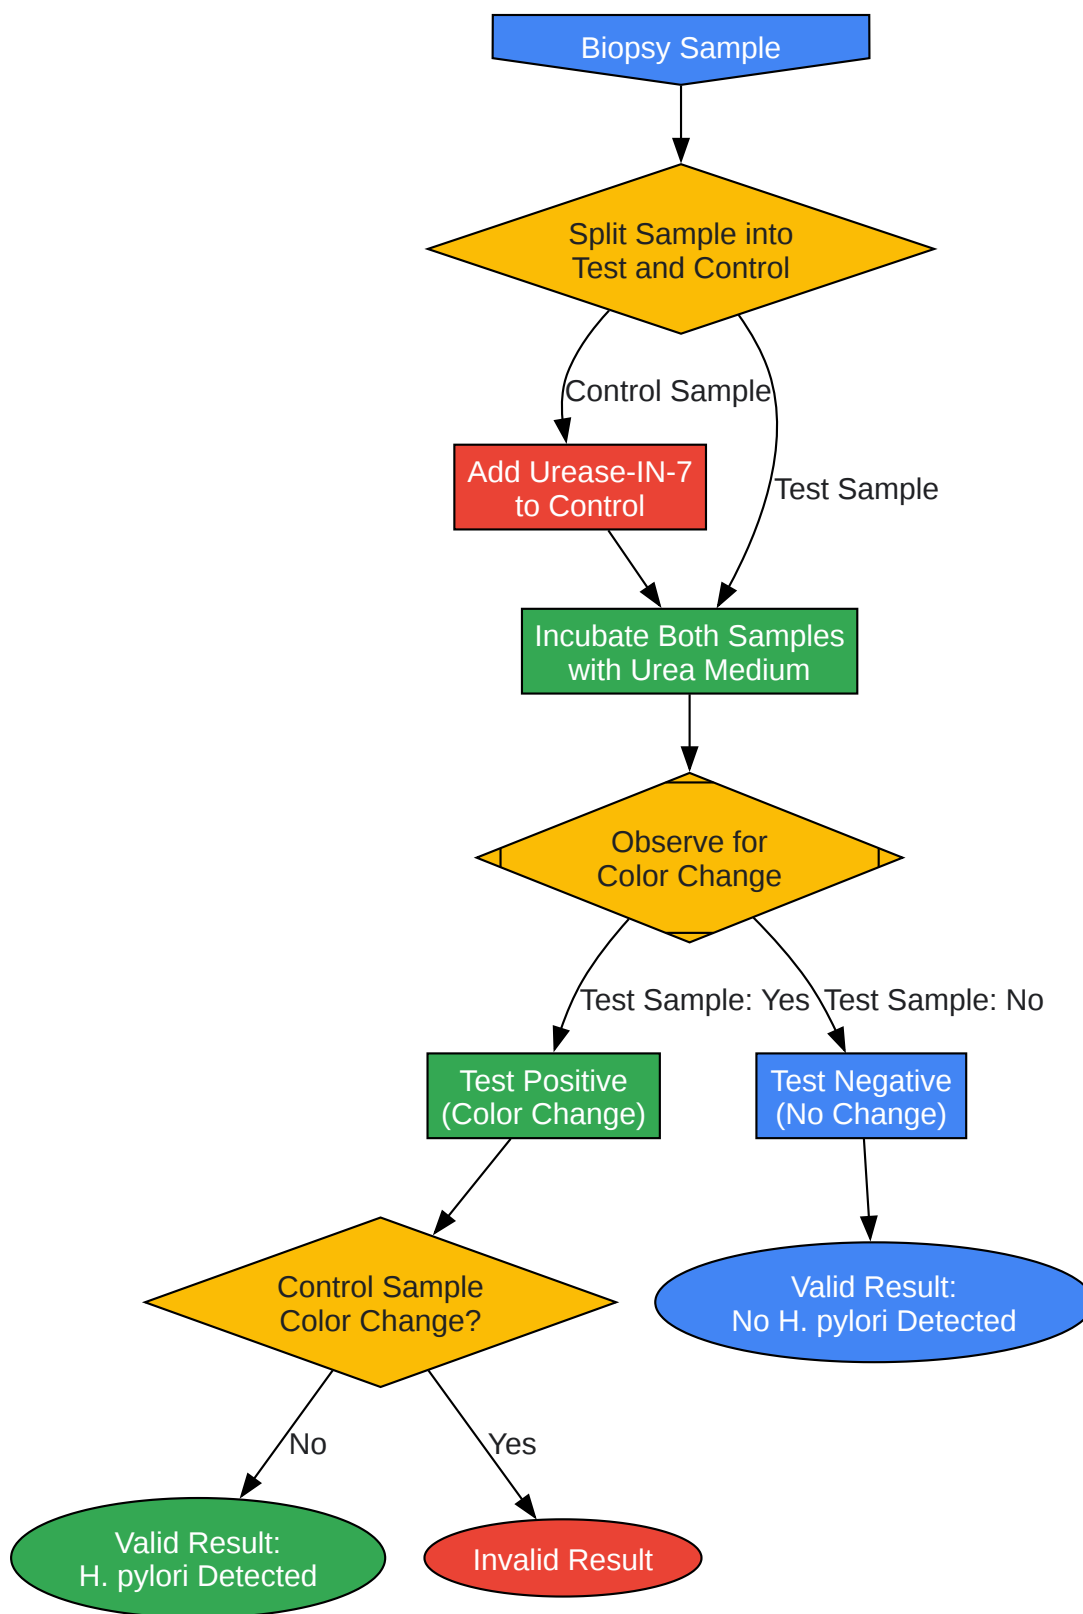 Biopsy Sample
Split Sample into
Test and Control
Control Sample
Add Urease-IN-7
to Control
Test Sample
Incubate Both Samples
with Urea Medium
Observe for
Color Change
Test Sample: Yes
Test Sample: No
Test Positive
(Color Change)
Test Negative
(No Change)
Control Sample
Color Change?
Valid Result:
No H. pylori Detected
No
Yes
Valid Result:
H. pylori Detected
Invalid Result